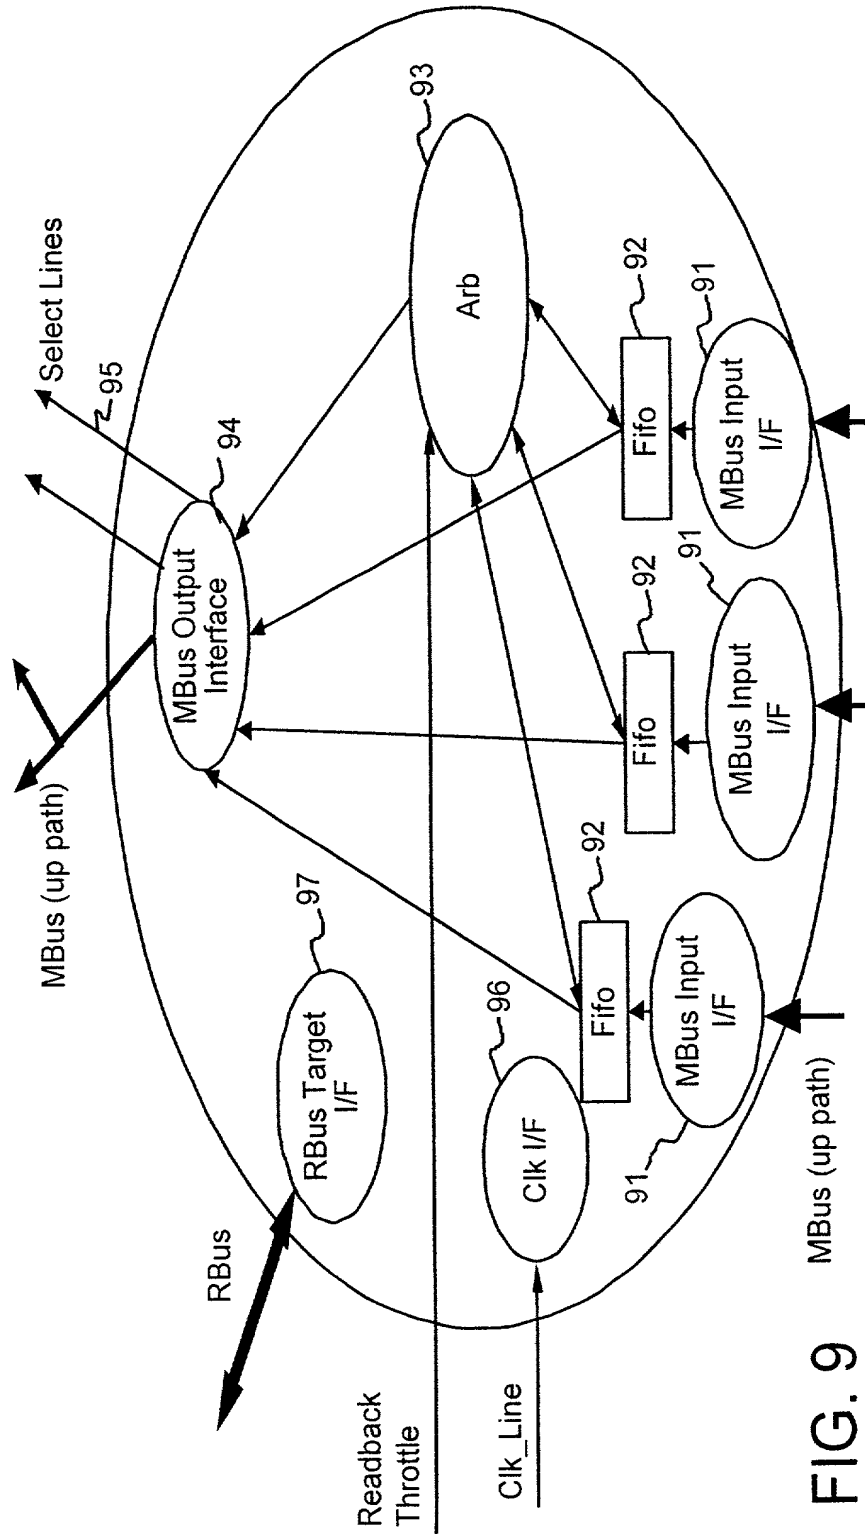 MBus (up path)
Select Lines
95
94
MBus Output
Interface
RBus
97
RBus Target
I/F
93
Arb
Readback
Throttle
Clk_Line
96
Clk I/F
92
Fifo
92
Fifo
92
Fifo
91
MBus Input
I/F
91
MBus Input
I/F
91
MBus Input
I/F
MBus (up path)
FIG. 9